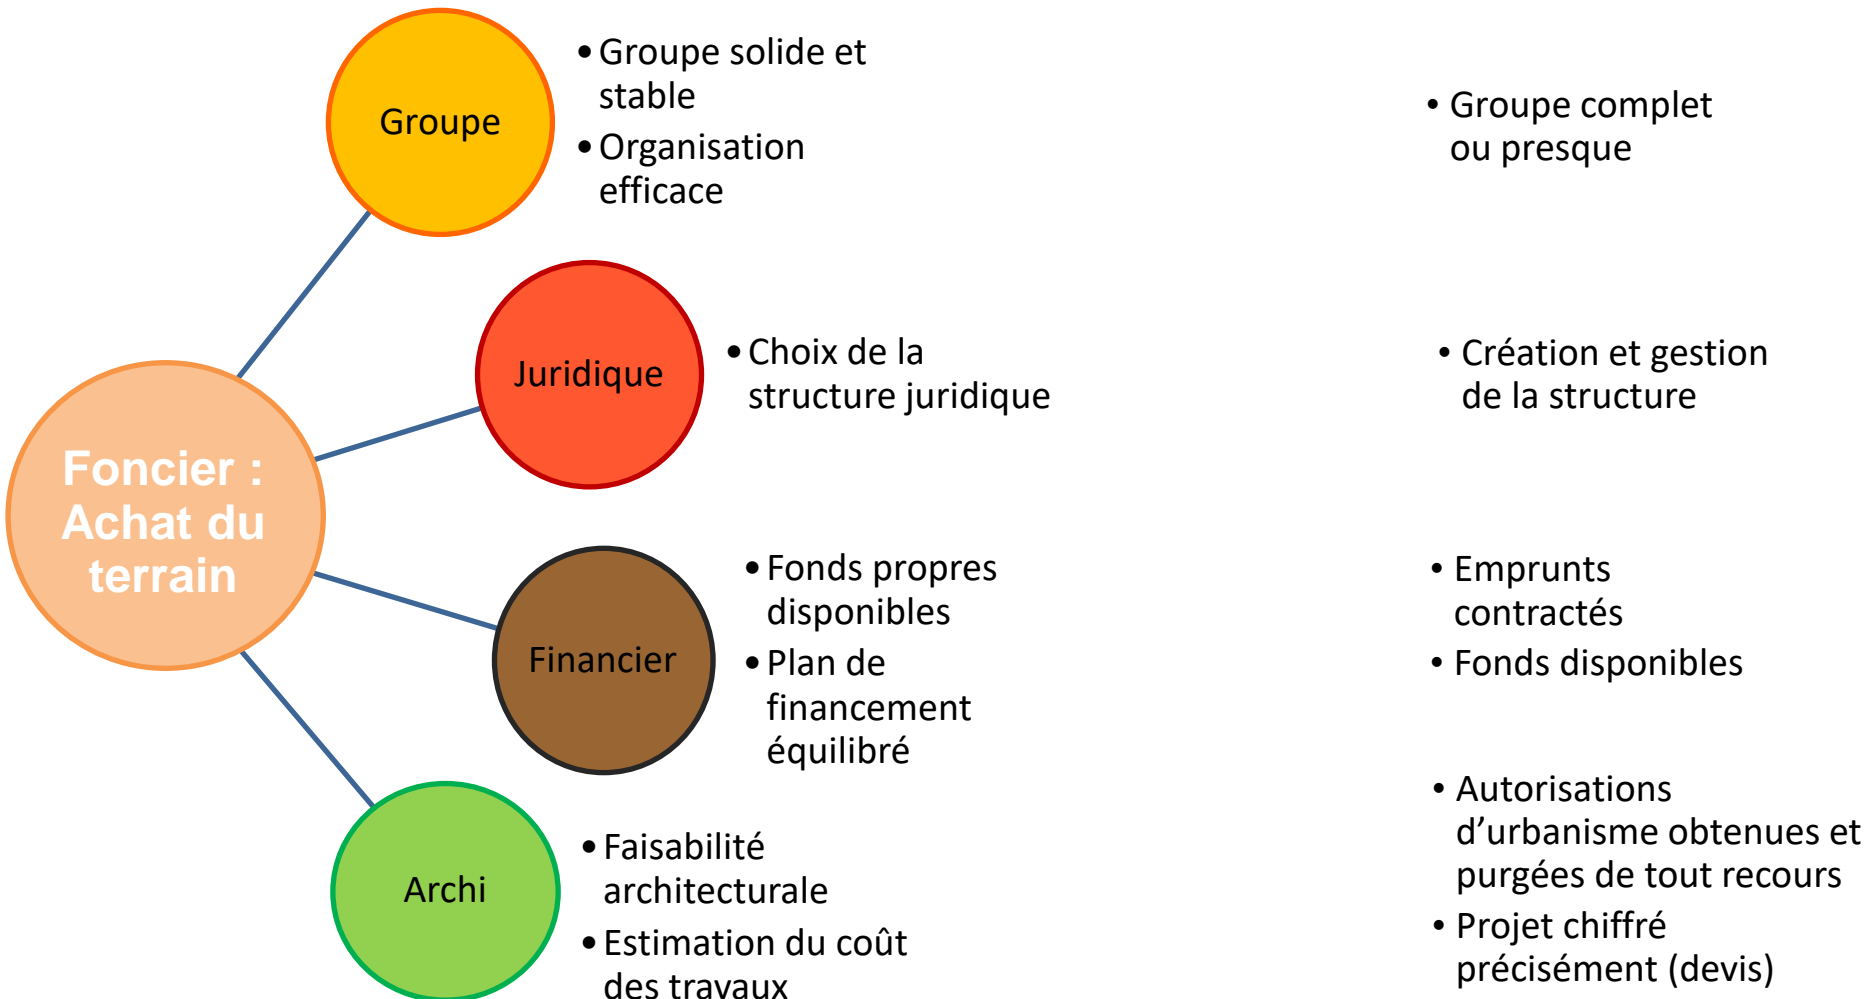 Groupe
• Groupe solide et
stable
• Organisation
efficace
• Groupe complet
ou presque
Juridique
• Choix de la
structure juridique
• Création et gestion
de la structure
Foncier :
Achat du
terrain
Financier
• Fonds propres
disponibles
• Plan de
financement
équilibré
• Emprunts
contractés
• Fonds disponibles
Archi
• Faisabilité
architecturale
• Estimation du coût
des travaux
• Autorisations
d’urbanisme obtenues et
purgées de tout recours
• Projet chiffré
précisément (devis)